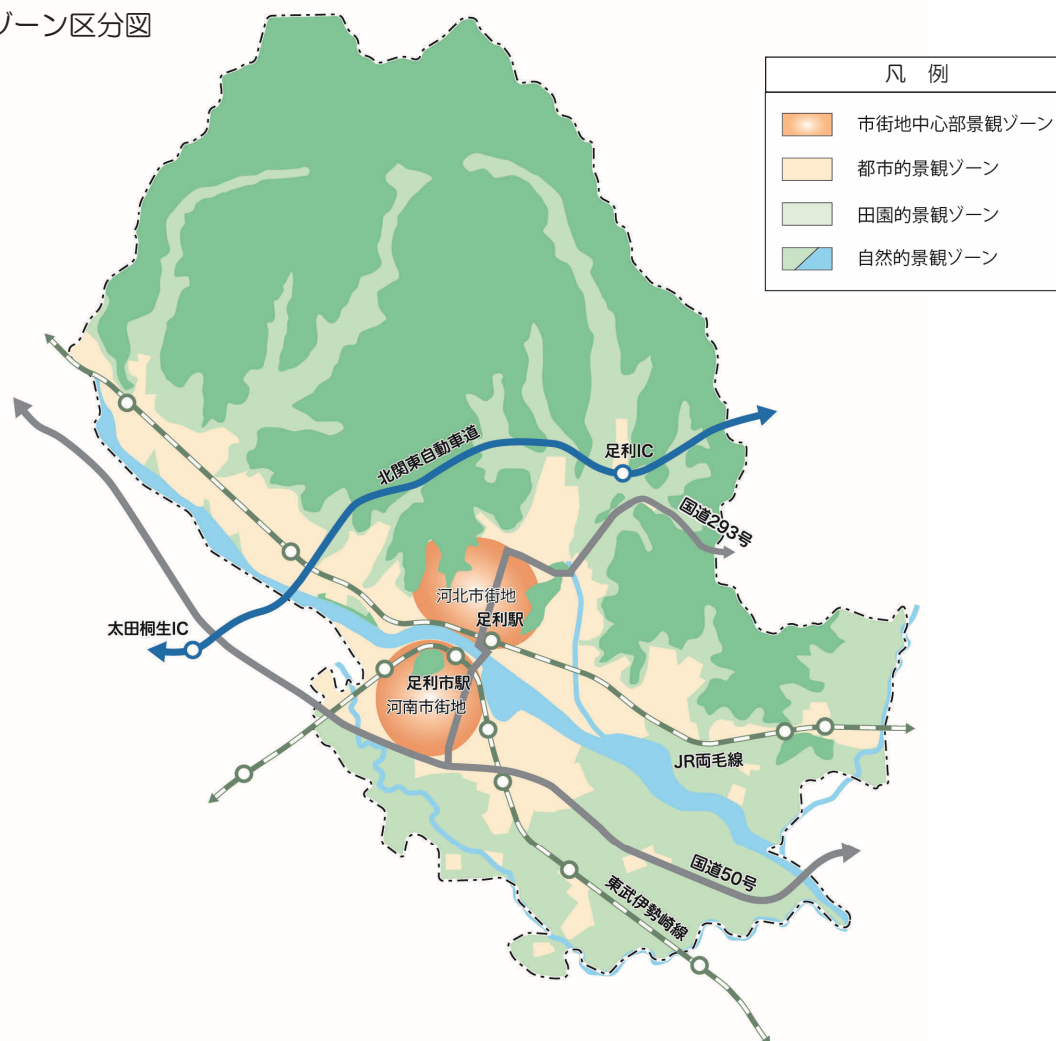 ゾーン区分図
凡 例
市街地中心部景観ゾーン
都市的景観ゾーン
田園的景観ゾーン
自然的景観ゾーン
北関東自動車道
足利IC
国道293号
河北市街地
足利駅
太田桐生IC
足利市駅
河南市街地
JR両毛線
国道50号
東武伊勢崎線